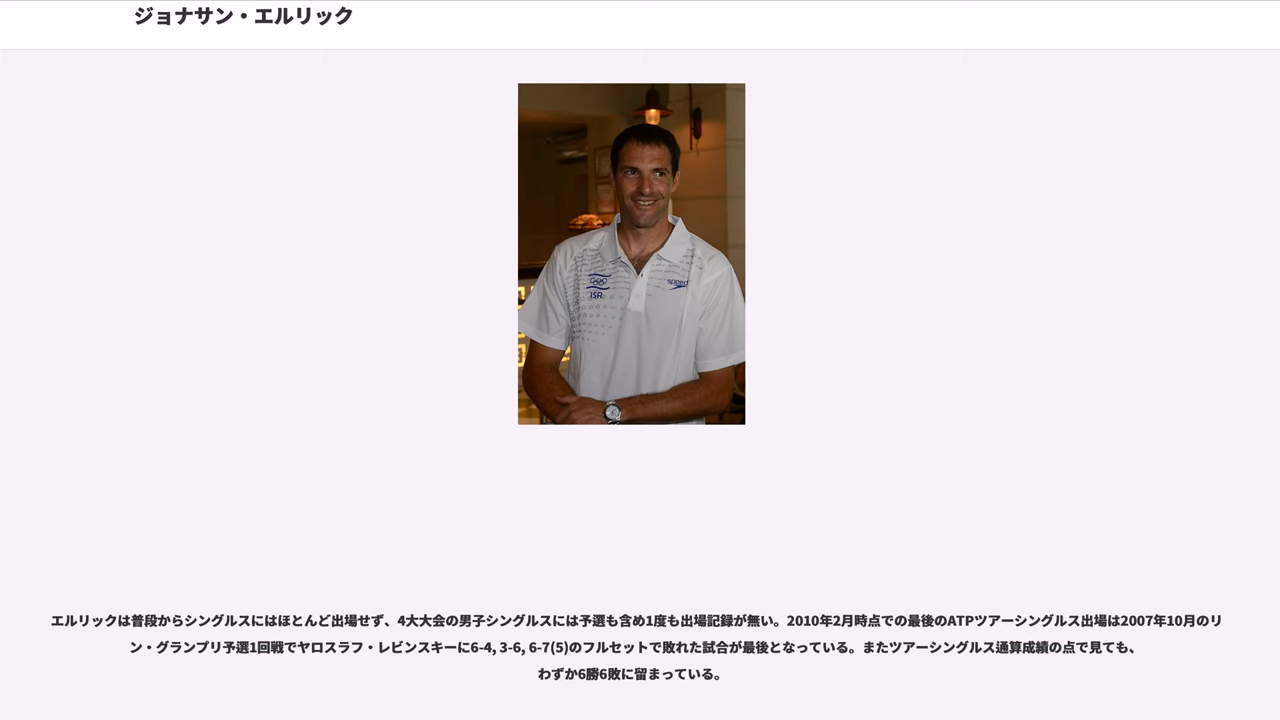 ジョナサン・エルリック
ISR
speedo
エルリックは普段からシングルスにはほとんど出場せず、4大大会の男子シングルスには予選も含め1度も出場記録が無い。2010年2月時点での最後のATPツアーシングルス出場は2007年10月のリ
ン・グランプリ予選1回戦でヤロスラフ・レビンスキーに6-4, 3-6, 6-7(5)のフルセットで敗れた試合が最後となっている。またツアーシングルス通算成績の点で見ても、
わずか6勝6敗に留まっている。